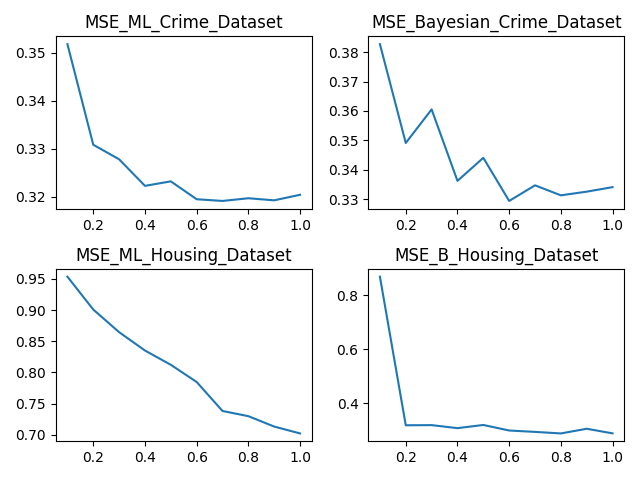 MSE_ML_Crime_Dataset
0.35
0.34
0.33
0.32
0.2 0.4 0.6 0.8 1.0
MSE_Bayesian_Crime_Dataset
0.38
0.37
0.36
0.35
0.34
0.33
0.2 0.4 0.6 0.8 1.0
MSE_ML_Housing_Dataset
0.95
0.90
0.85
0.80
0.75
0.70
0.2 0.4 0.6 0.8 1.0
MSE_B_Housing_Dataset
0.8
0.6
0.4
0.2 0.4 0.6 0.8 1.0